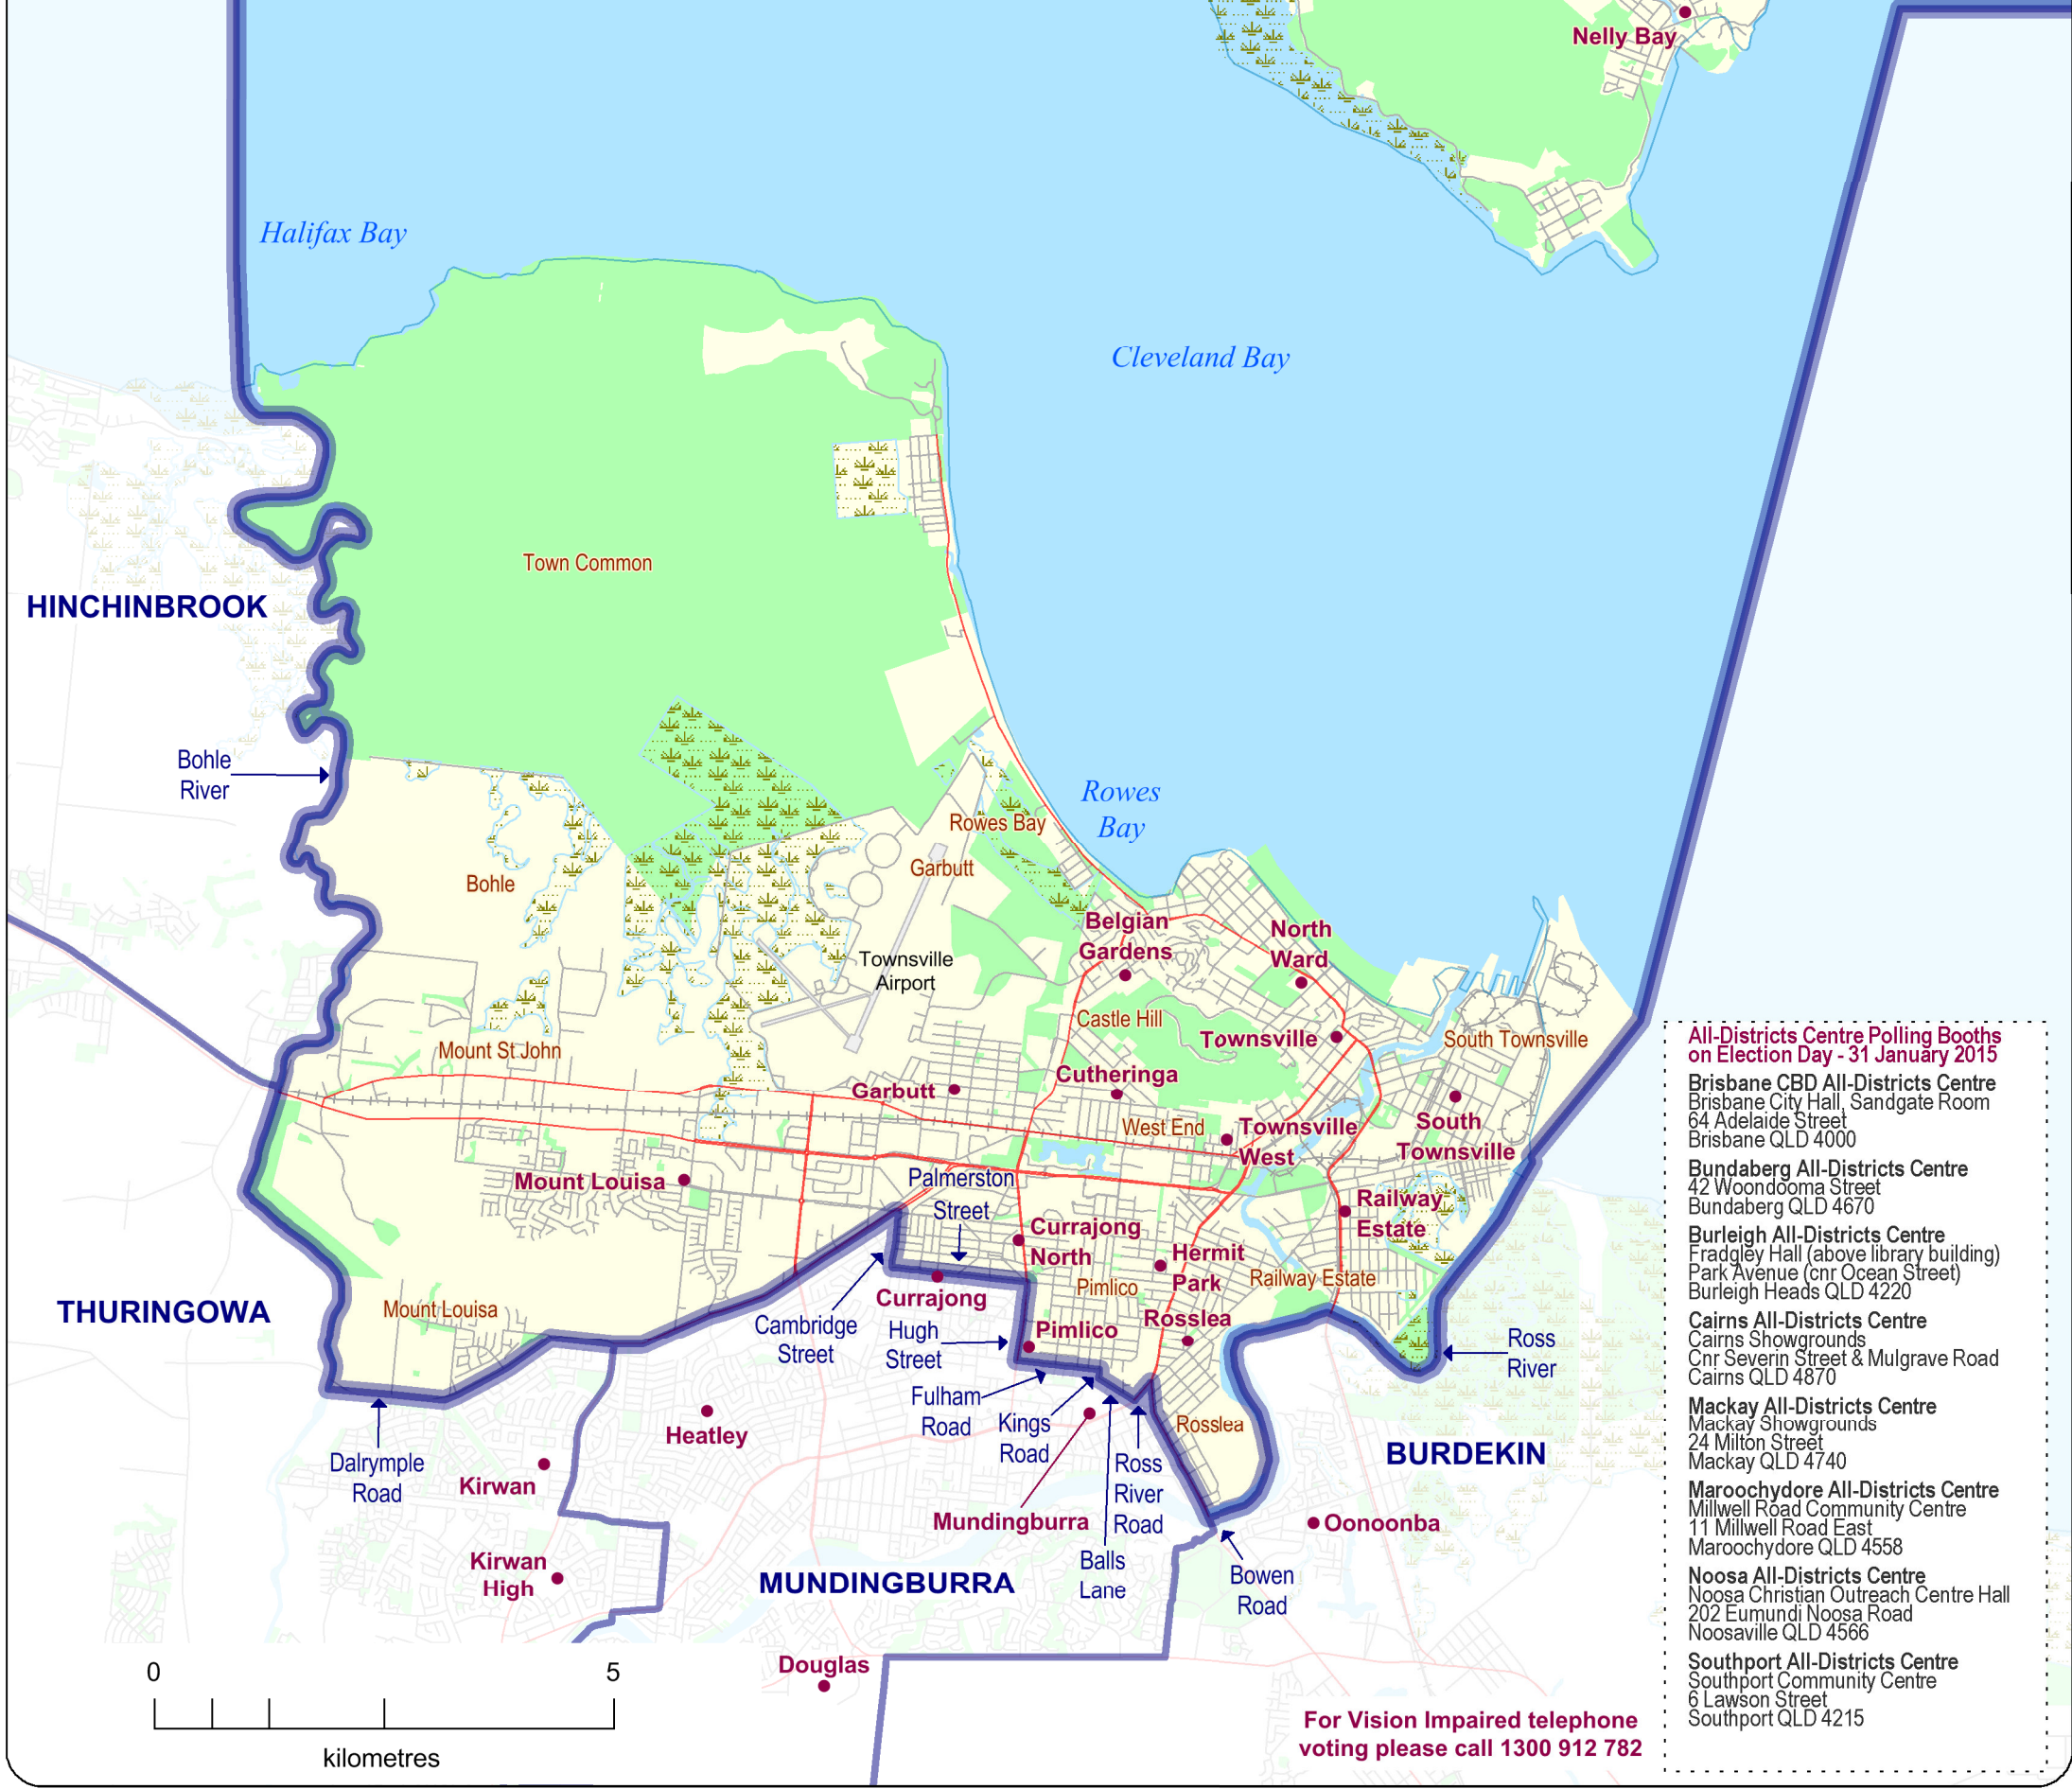 Nelly Bay
Halifax Bay
Cleveland Bay
Town Common
HINCHINBROOK
Bohle
River
Rowes
Bay
Rowes Bay
Garbutt
Bohle
Belgian
Gardens
North
Ward
Townsville
Airport
Castle Hill
Townsville
South Townsville
Mount St John
Cutheringa
Garbutt
West End
Townsville
West
South
Townsville
Mount Louisa
Palmerston
Street
Railway
Estate
Currajong
North
Hermit
Park
Pimlico
Railway Estate
Currajong
Mount Louisa
THURINGOWA
Cambridge
Street
Hugh
Street
Pimlico
Rosslea
Ross
River
Fulham
Road
Kings
Road
Rosslea
Heatley
BURDEKIN
Dalrymple
Road
Kirwan
Ross
River
Road
Mundingburra
Oonoonba
Kirwan
High
MUNDINGBURRA
Balls
Lane
Bowen
Road
Douglas
0 5
kilometres
For Vision Impaired telephone
voting please call 1300 912 782
All-Districts Centre Polling Booths
on Election Day - 31 January 2015
Brisbane CBD All-Districts Centre
Brisbane City Hall, Sandgate Room
64 Adelaide Street
Brisbane QLD 4000
Bundaberg All-Districts Centre
42 Woondooma Street
Bundaberg QLD 4670
Burleigh All-Districts Centre
Fradgley Hall (above library building)
Park Avenue (cnr Ocean Street)
Burleigh Heads QLD 4220
Cairns All-Districts Centre
Cairns Showgrounds
Cnr Severin Street & Mulgrave Road
Cairns QLD 4870
Mackay All-Districts Centre
Mackay Showgrounds
24 Milton Street
Mackay QLD 4740
Maroochydore All-Districts Centre
Millwell Road Community Centre
11 Millwell Road East
Maroochydore QLD 4558
Noosa All-Districts Centre
Noosa Christian Outreach Centre Hall
202 Eumundi Noosa Road
Noosaville QLD 4566
Southport All-Districts Centre
Southport Community Centre
6 Lawson Street
Southport QLD 4215